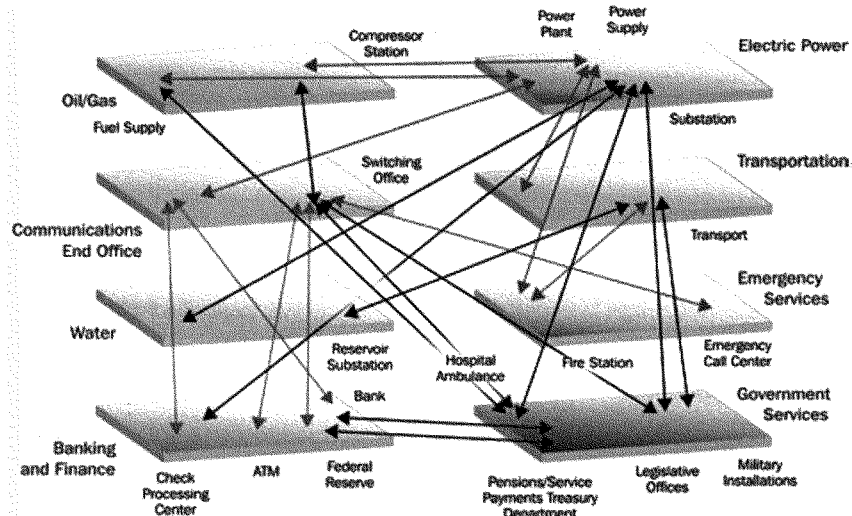 Power
Plant
Power
Supply
Compressor
Station
Electric Power
Oil/Gas
Fuel Supply
Substation
Switching
Office
Transportation
Communications
End Office
Transport
Emergency
Services
Water
Reservoir
Substation
Hospital
Ambulance
Fire Station
Emergency
Call Center
Bank
Government
Services
Banking
and Finance
Check
Processing
Center
ATM
Federal
Reserve
Pensions/Service
Payments Treasury
Department
Legislative
Offices
Military
Installations